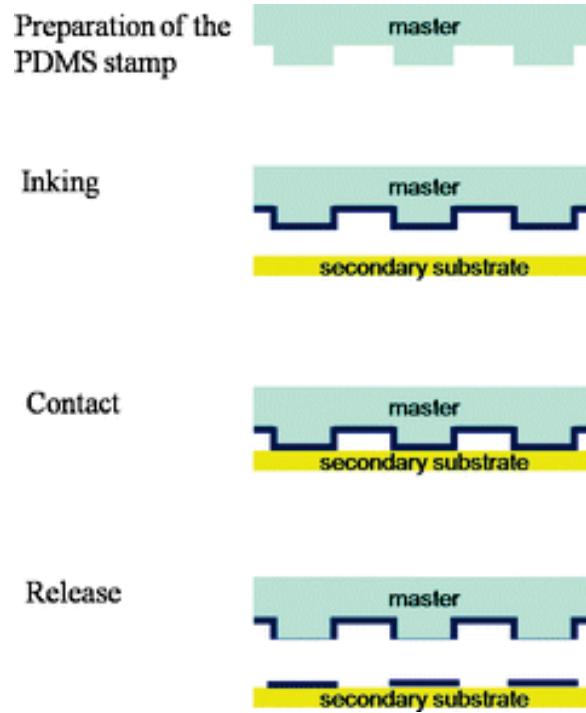 Preparation of the
PDMS stamp
master
Inking
master
secondary substrate
Contact
master
secondary substrate
Release
master
secondary substrate